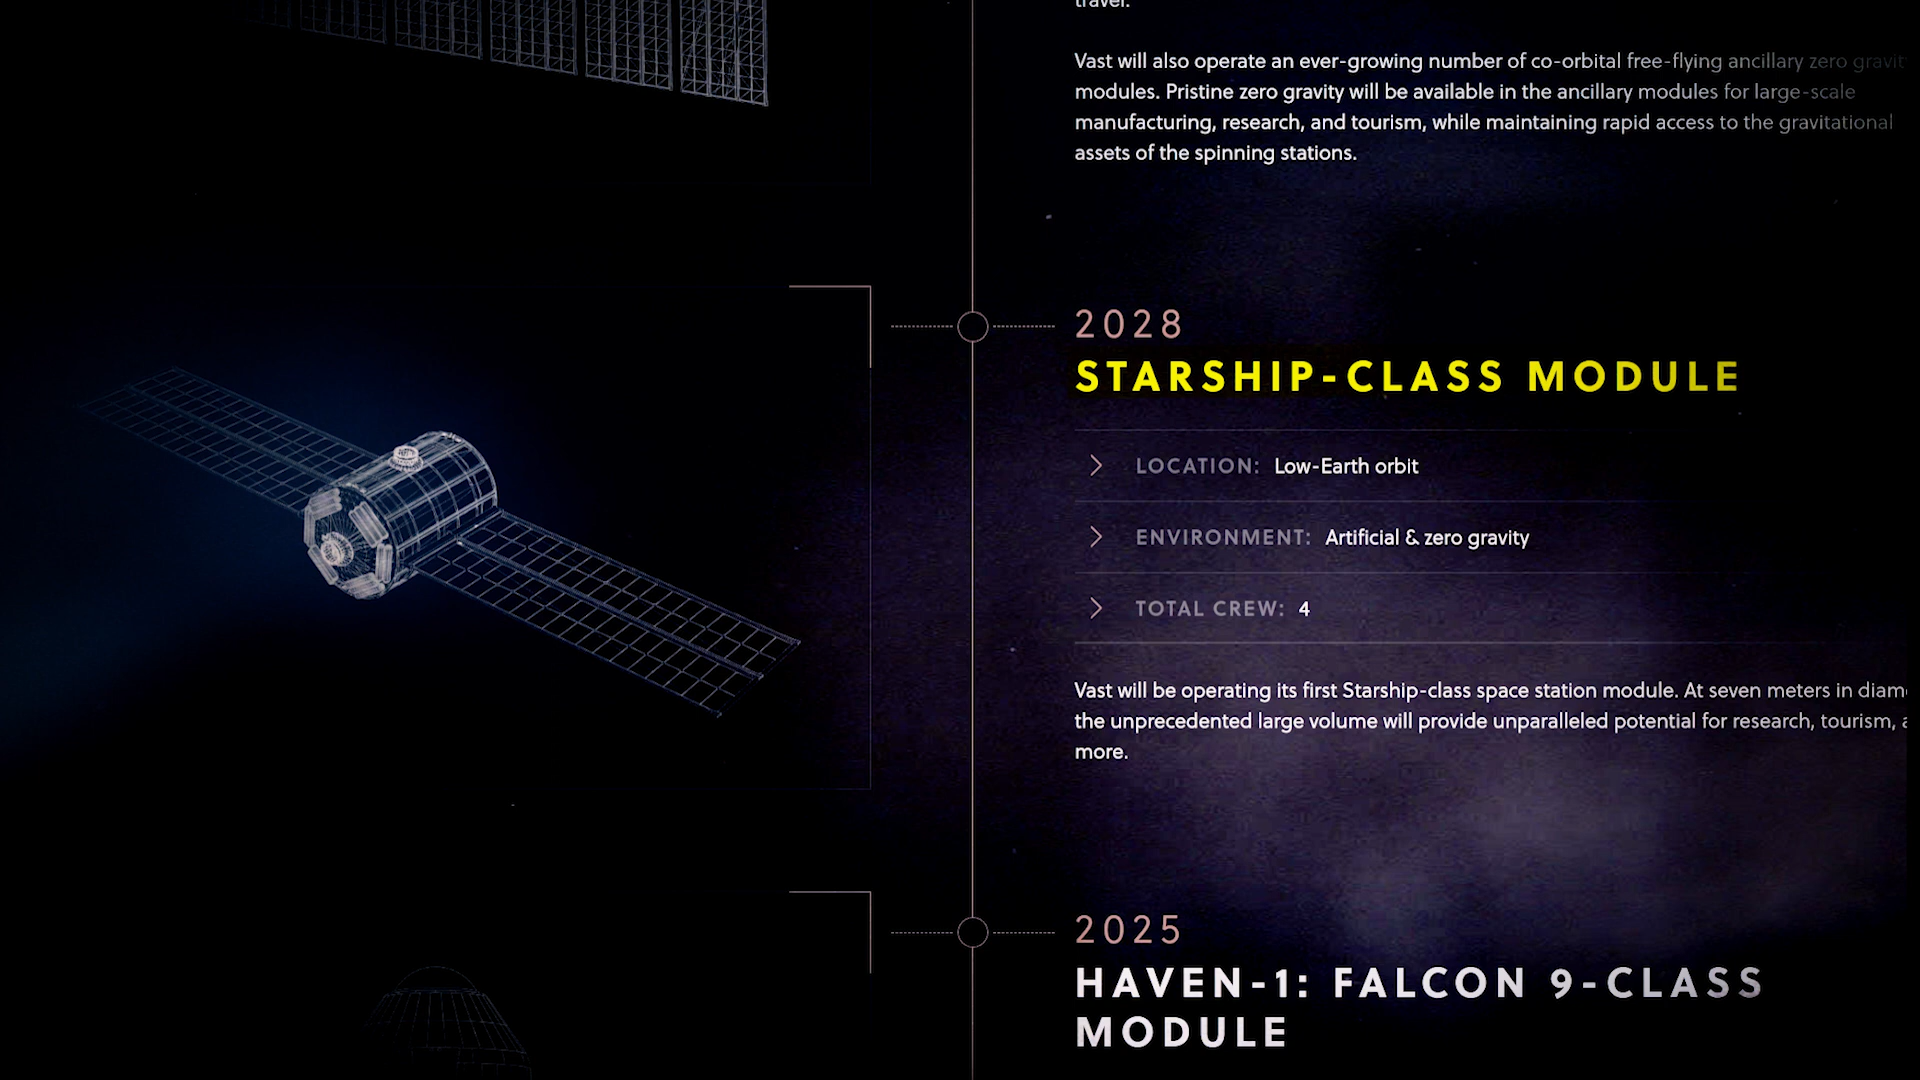 travel.
Vast will also operate an ever-growing number of co-orbital free-flying ancillary zero
modules. Pristine zero gravity will be available in the ancillary modules for large-scale
manufacturing, research, and tourism, while maintaining rapid access to the gravitational
assets of the spinning stations.
2028
STARSHIP-CLASS MODULE
LOCATION: Low-Earth orbit
ENVIRONMENT: Artificial & zero gravity
TOTAL CREW: 4
Vast will be operating its first Starship-class space station module. At seven meters in
the unprecedented large volume will provide unparalleled potential for research, tourism,
more.
2025
HAVEN-1: FALCON 9-CLASS
MODULE